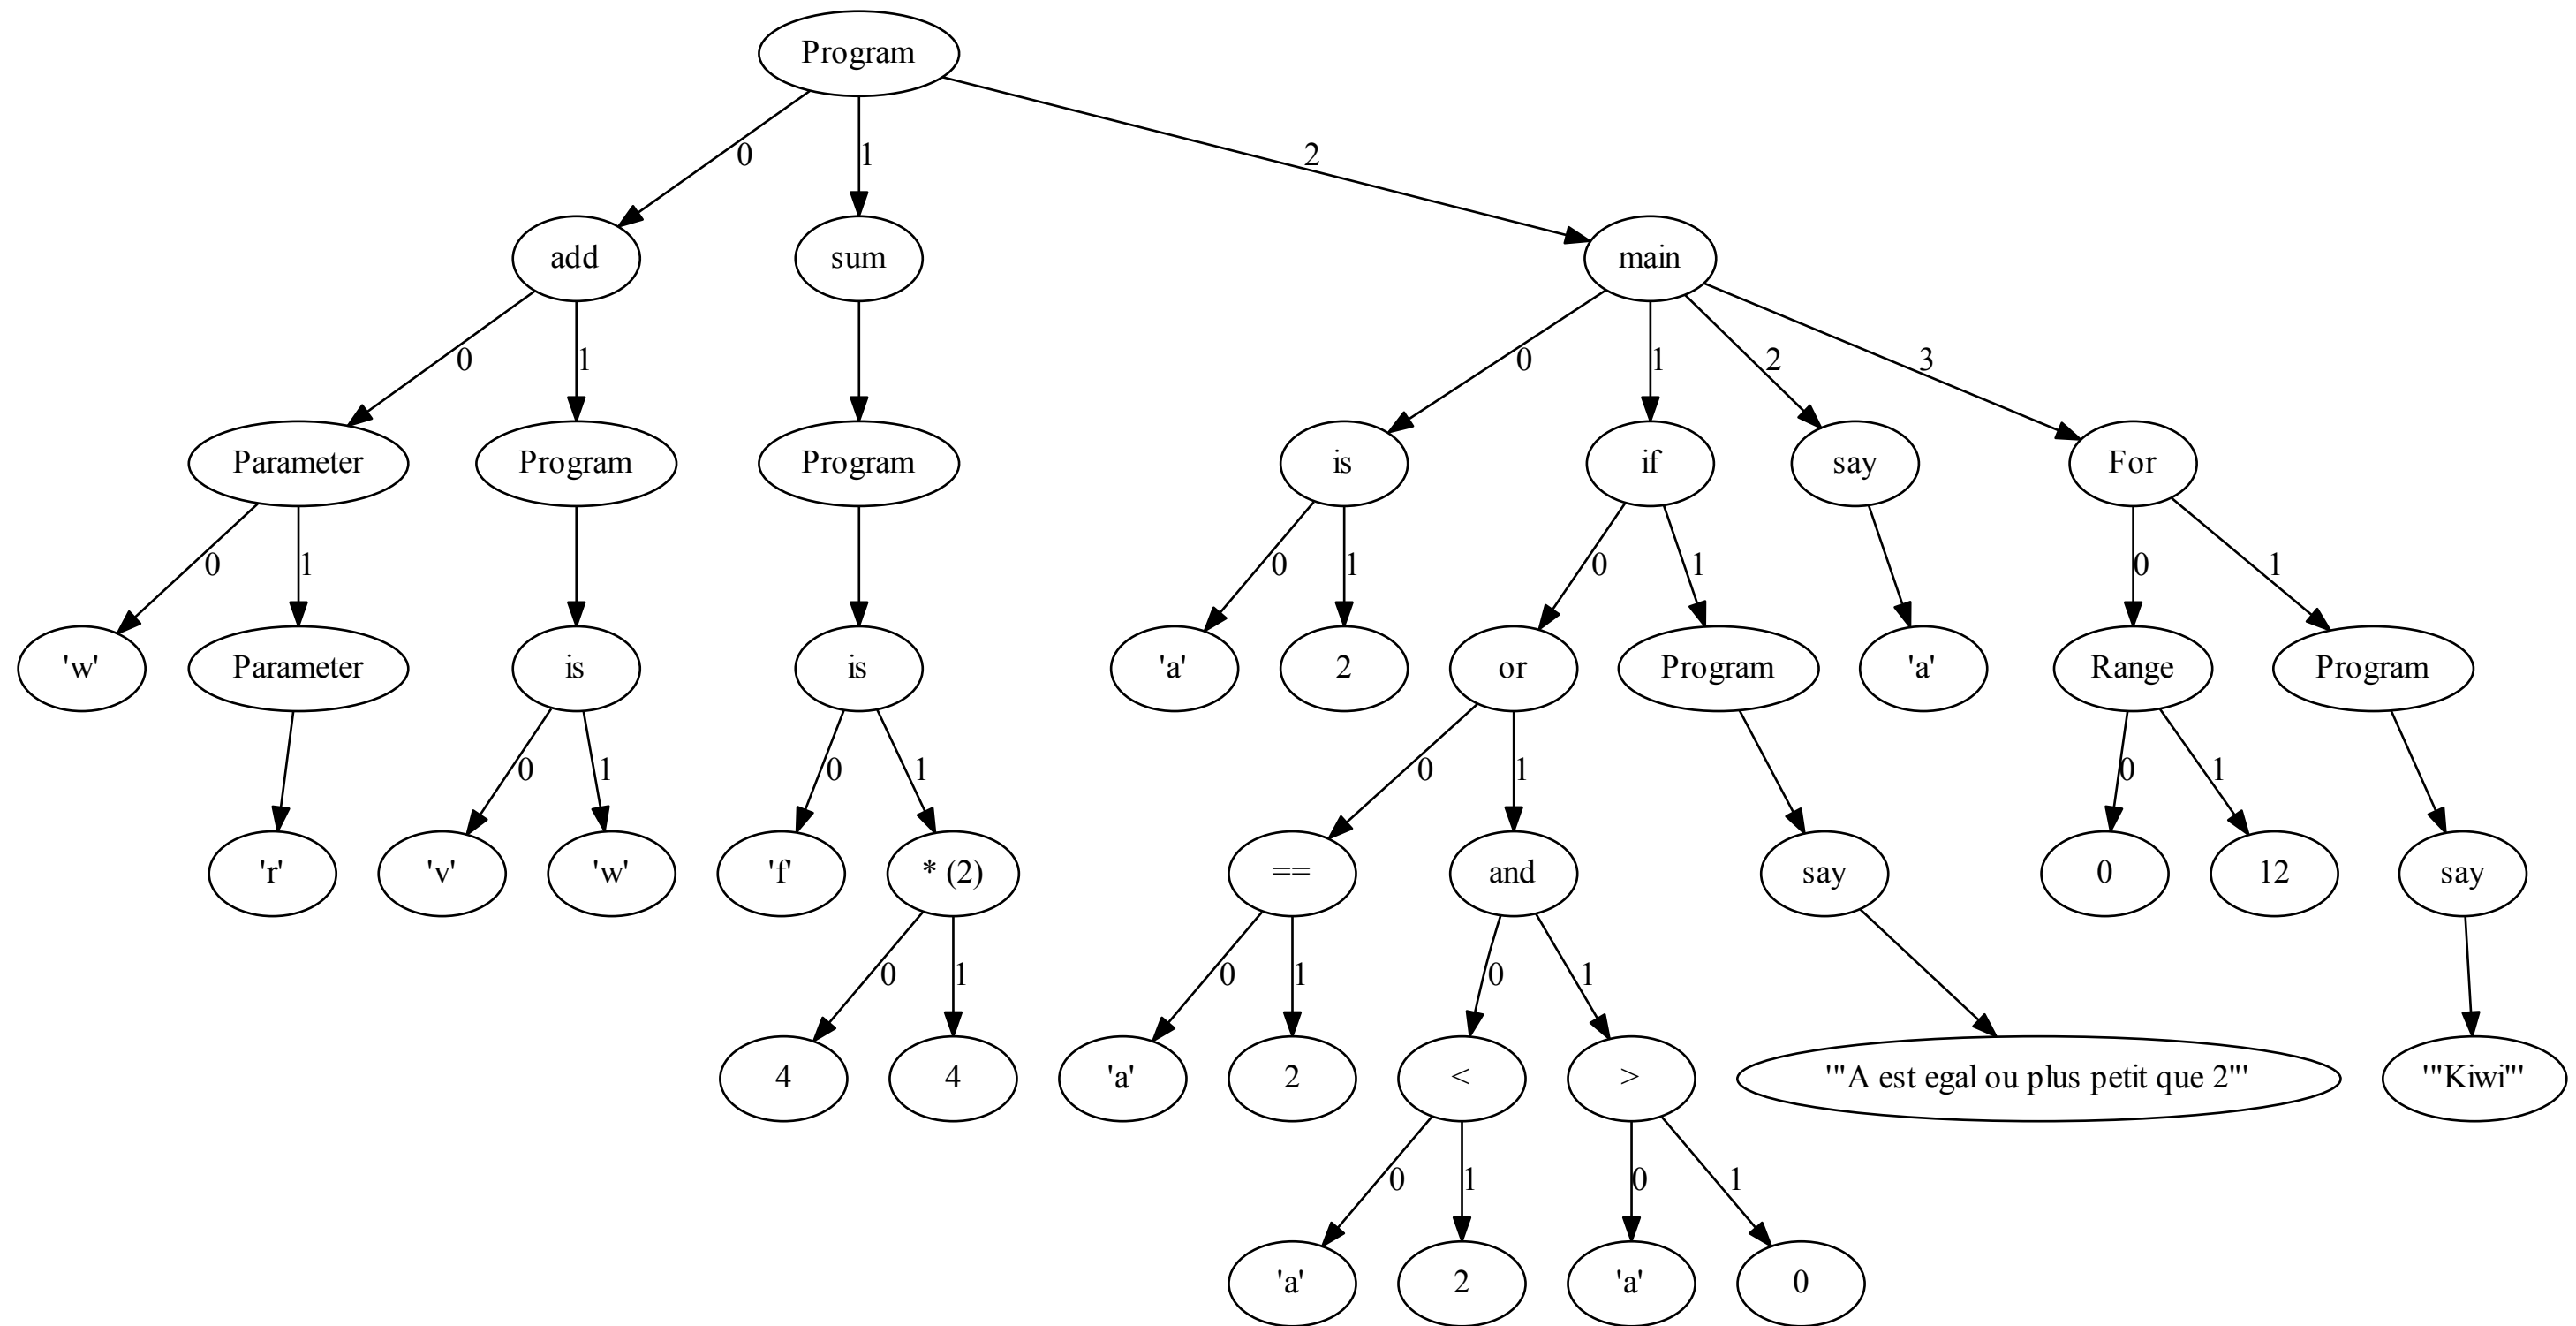 Program
0 1 2
add sum main
0 1 0 1 2 3
Parameter Program Program is if say For
0 1 0 1 0 1 0 1
'w' Parameter is is 'a' 2 or Program 'a' Range Program
0 1 0 1 0 1 0 1
'r' 'v' 'w' 'f' * (2) == and say 0 12 say
0 1 0 1 0 1
4 4 'a' 2 < > '"A est egal ou plus petit que 2"' '"Kiwi"'
0 1 0 1
'a' 2 'a' 0